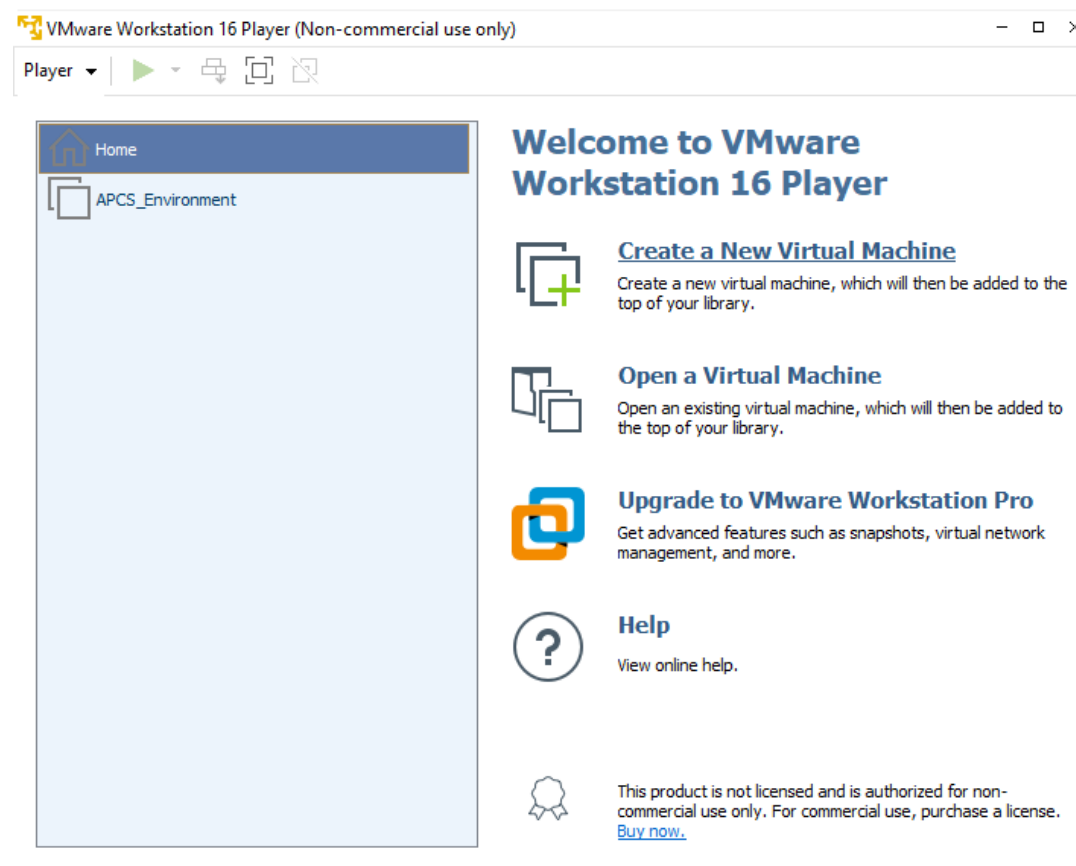 VMware Workstation 16 Player (Non-commercial use only)
Player
Home
APCS_Environment
Welcome to VMware
Workstation 16 Player
Create a New Virtual Machine
Create a new virtual machine, which will then be added to the
top of your library.
Open a Virtual Machine
Open an existing virtual machine, which will then be added to
the top of your library.
Upgrade to VMware Workstation Pro
Get advanced features such as snapshots, virtual network
management, and more.
?
Help
View online help.
This product is not licensed and is authorized for non-
commercial use only. For commercial use, purchase a license.
Buy now.